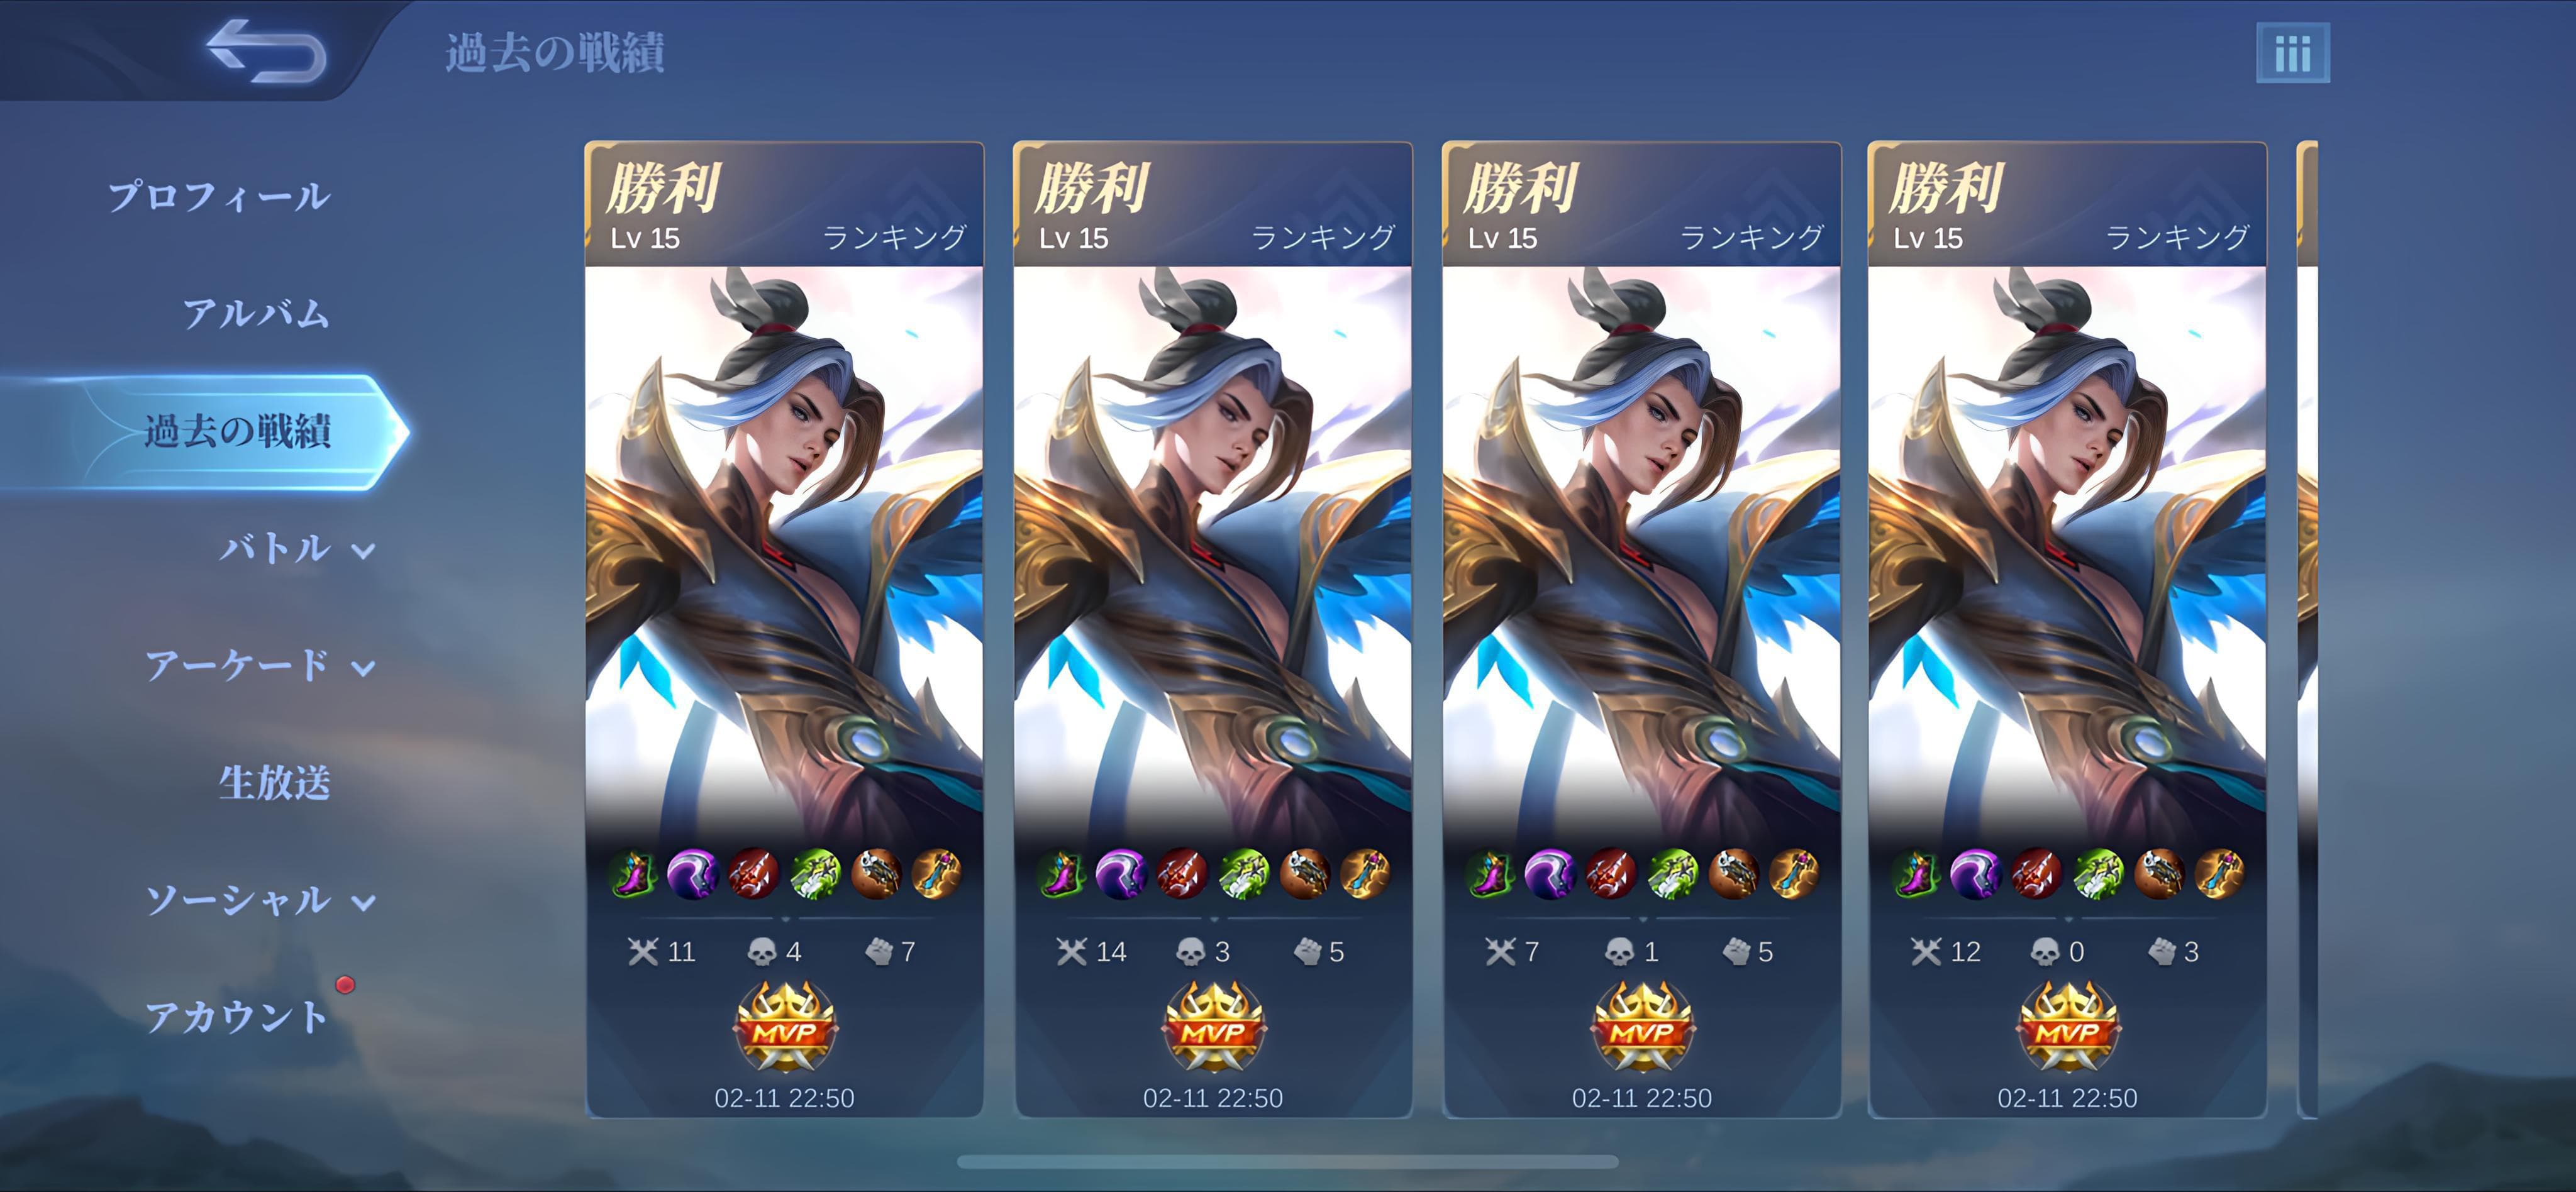 過去の戦績
プロフィール
アルバム
過去の戦績
バトル
アーケード
生放送
ソーシャル
アカウント
勝利
Lv 15 ランキング
11 4 7
MVP
02-11 22:50
勝利
Lv 15 ランキング
14 3 5
MVP
02-11 22:50
勝利
Lv 15 ランキング
7 1 5
MVP
02-11 22:50
勝利
Lv 15 ランキング
12 0 3
MVP
02-11 22:50